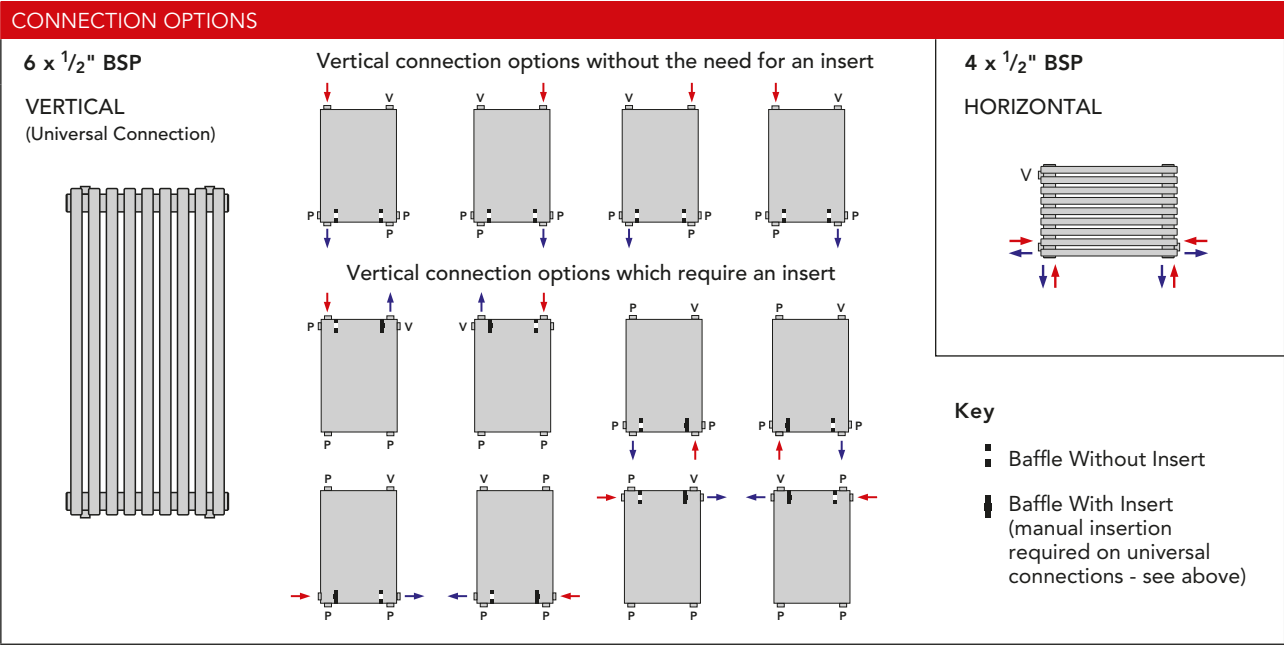 CONNECTION OPTIONS
6 x 1/2" BSP
VERTICAL
(Universal Connection)
Vertical connection options without the need for an insert
V V V V
P P P P P P P P
P P P P
Vertical connection options which require an insert
P V
P V V P V
P P P P
P P P P
P V V P P V V P
P P P P P P P P
4 x 1/2" BSP
HORIZONTAL
V
Key
Baffle Without Insert
Baffle With Insert
(manual insertion
required on universal
connections - see above)